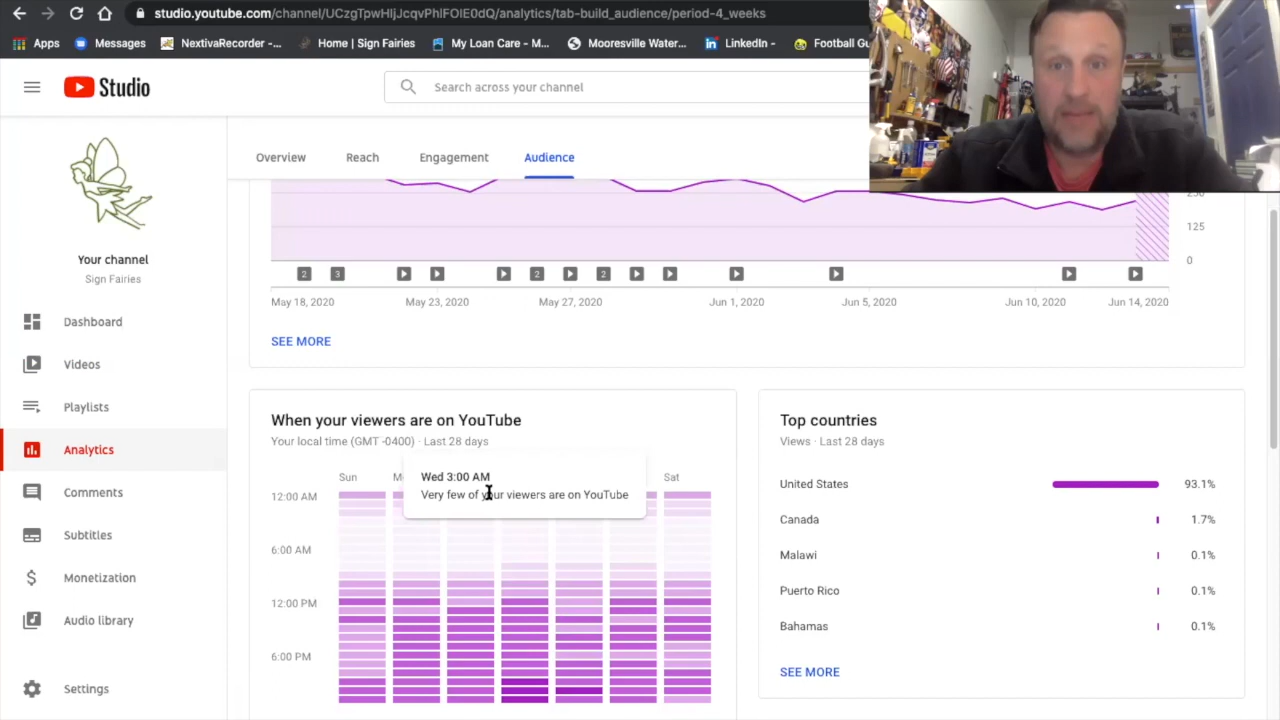 studio.youtube.com/channel/UCzgTpwHIjJcqvPhlFOIE0dQ/analytics/tab-build_audience/period-4_weeks
Apps Messages NextivaRecorder -... Home | Sign Fairies My Loan Care - M... Mooresville Water... LinkedIn - Football Gu
Studio
Search across your channel
Overview Reach Engagement Audience
250
125
0
2 3 2 2
May 18, 2020 May 23, 2020 May 27, 2020 Jun 1, 2020 Jun 5, 2020 Jun 10, 2020 Jun 14, 2020
SEE MORE
Your channel
Sign Fairies
Dashboard
Videos
Playlists
Analytics
Comments
Subtitles
Monetization
Audio library
Settings
When your viewers are on YouTube
Your local time (GMT -0400) · Last 28 days
Sun M Sat
Wed 3:00 AM
Very few of your viewers are on YouTube
12:00 AM
6:00 AM
12:00 PM
6:00 PM
Top countries
Views · Last 28 days
United States 93.1%
Canada 1.7%
Malawi 0.1%
Puerto Rico 0.1%
Bahamas 0.1%
SEE MORE